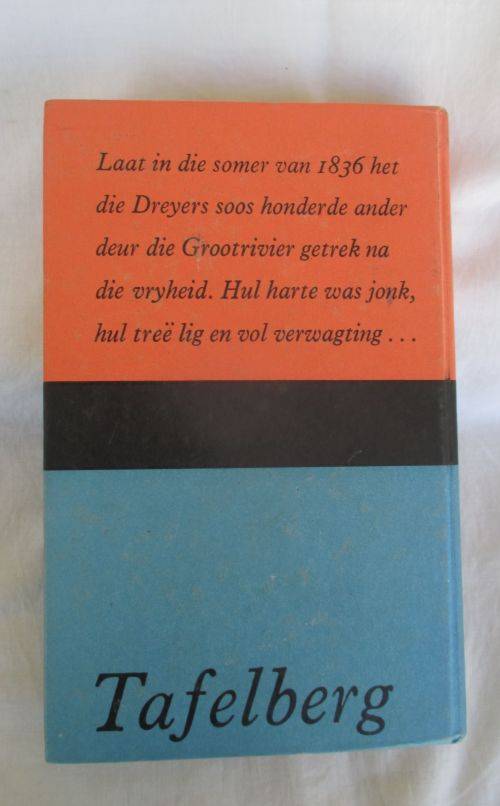 Laat in die somer van 1836 het
die Dreyers soos honderde ander
deur die Grootrivier getrek na
die vryheid. Hul harte was jonk,
hul treë lig en vol verwagting . . .
Tafelberg